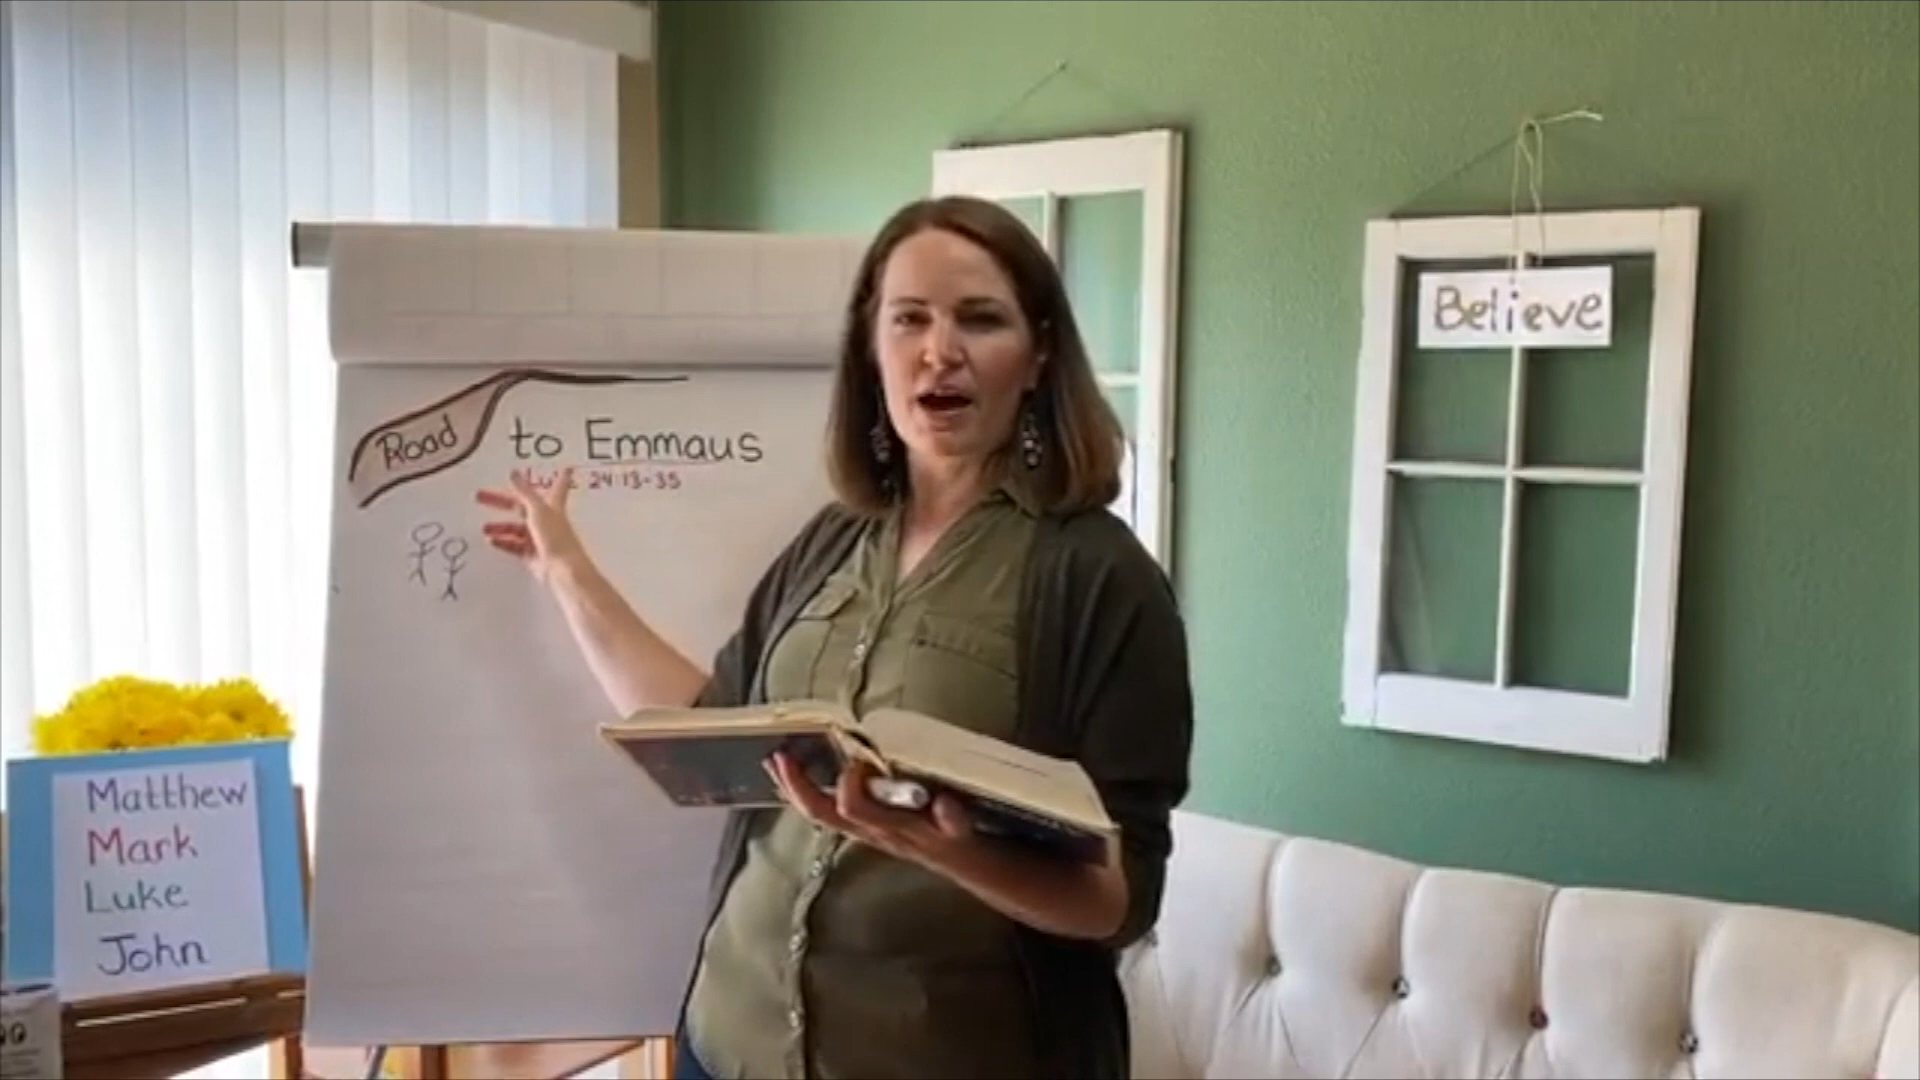 Road to Emmaus
24:13-35
Believe
Matthew
Mark
Luke
John